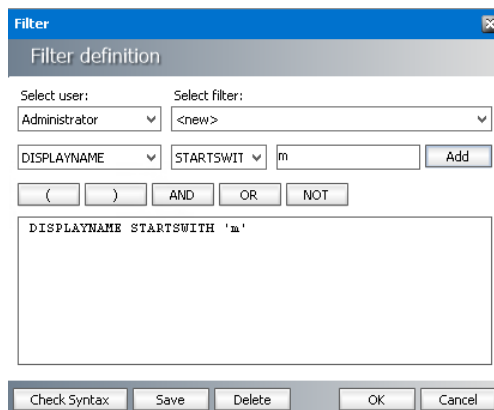 Filter
Filter definition
Select user: Select filter:
Administrator <new>
DISPLAYNAME STARTSWIT m Add
( ) AND OR NOT
DISPLAYNAME STARTSWITH 'm'
Check Syntax Save Delete OK Cancel